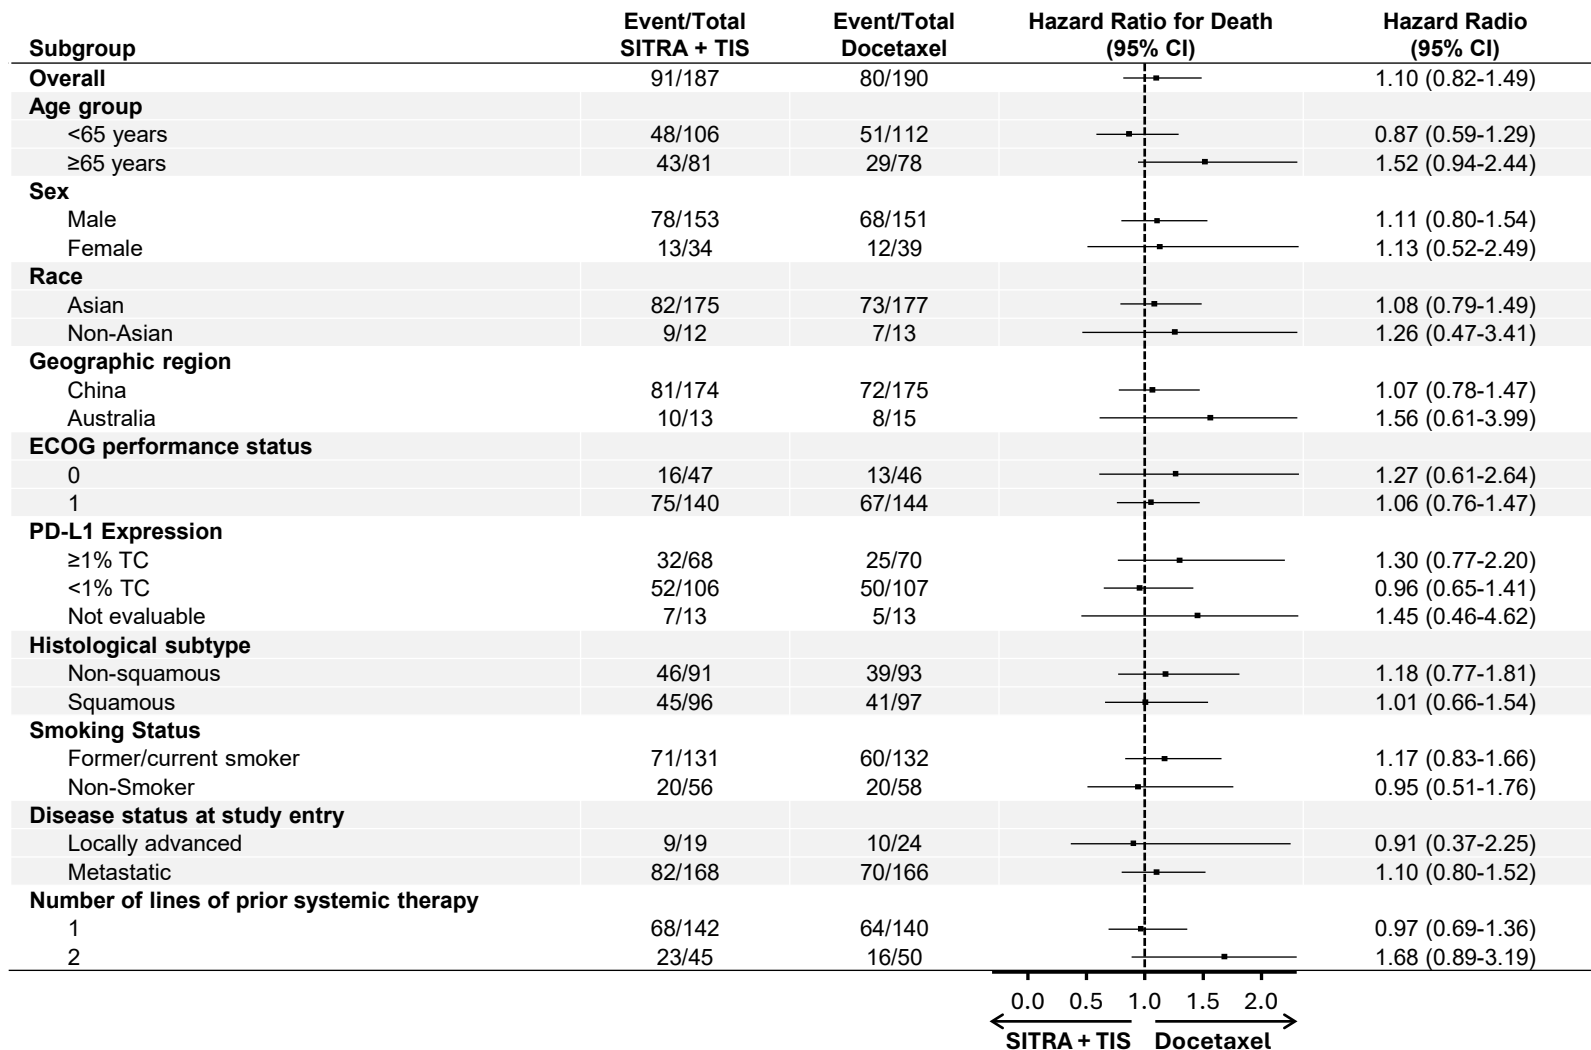 Subgroup Event/Total SITRA + TIS Event/Total Docetaxel Hazard Ratio for Death (95% CI) Hazard Radio (95% CI)
Overall 91/187 80/190 1.10 (0.82-1.49)
Age group
<65 years 48/106 51/112 0.87 (0.59-1.29)
≥65 years 43/81 29/78 1.52 (0.94-2.44)
Sex
Male 78/153 68/151 1.11 (0.80-1.54)
Female 13/34 12/39 1.13 (0.52-2.49)
Race
Asian 82/175 73/177 1.08 (0.79-1.49)
Non-Asian 9/12 7/13 1.26 (0.47-3.41)
Geographic region
China 81/174 72/175 1.07 (0.78-1.47)
Australia 10/13 8/15 1.56 (0.61-3.99)
ECOG performance status
0 16/47 13/46 1.27 (0.61-2.64)
1 75/140 67/144 1.06 (0.76-1.47)
PD-L1 Expression
≥1% TC 32/68 25/70 1.30 (0.77-2.20)
<1% TC 52/106 50/107 0.96 (0.65-1.41)
Not evaluable 7/13 5/13 1.45 (0.46-4.62)
Histological subtype
Non-squamous 46/91 39/93 1.18 (0.77-1.81)
Squamous 45/96 41/97 1.01 (0.66-1.54)
Smoking Status
Former/current smoker 71/131 60/132 1.17 (0.83-1.66)
Non-Smoker 20/56 20/58 0.95 (0.51-1.76)
Disease status at study entry
Locally advanced 9/19 10/24 0.91 (0.37-2.25)
Metastatic 82/168 70/166 1.10 (0.80-1.52)
Number of lines of prior systemic therapy
1 68/142 64/140 0.97 (0.69-1.36)
2 23/45 16/50 1.68 (0.89-3.19)
0.0 0.5 1.0 1.5 2.0
SITRA + TIS Docetaxel